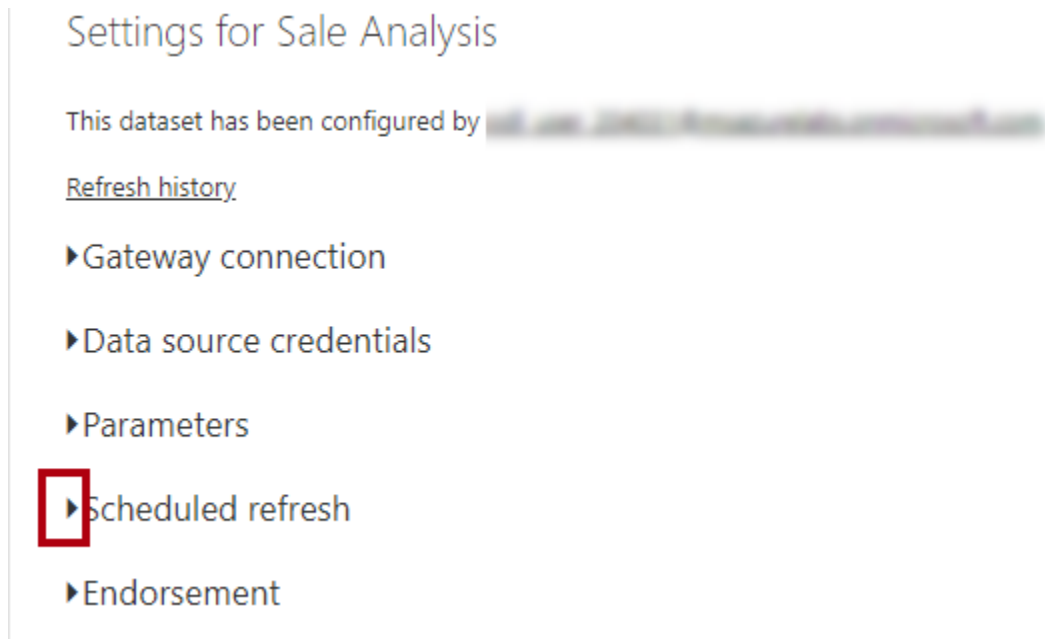 Settings for Sale Analysis
This dataset has been configured by
Refresh history
Gateway connection
Data source credentials
Parameters
Scheduled refresh
Endorsement